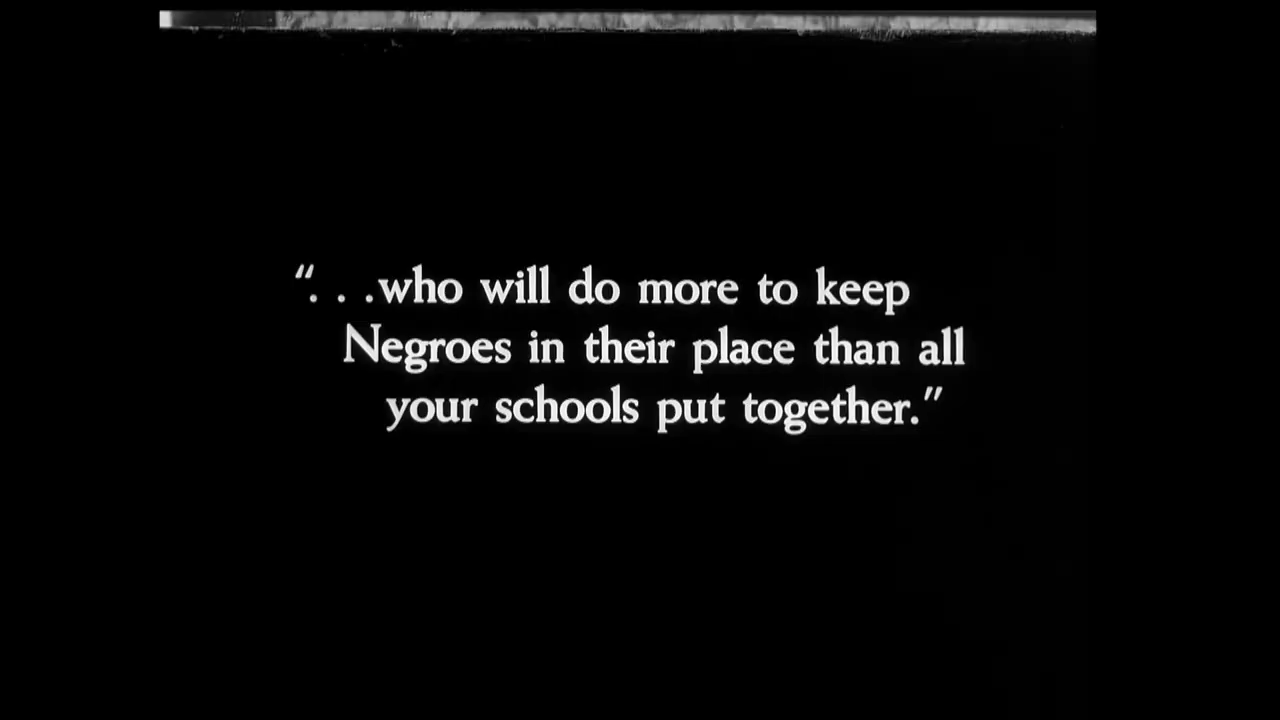 “. . .who will do more to keep
Negroes in their place than all
your schools put together.”